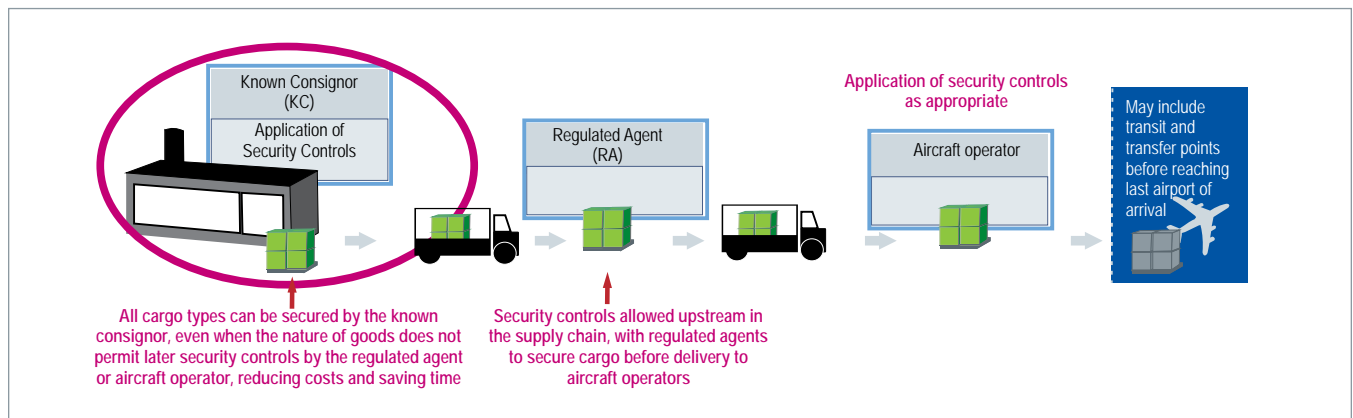 Known Consignor
(KC)
Application of
Security Controls
All cargo types can be secured by the known
consignor, even when the nature of goods does not
permit later security controls by the regulated agent
or aircraft operator, reducing costs and saving time
Regulated Agent
(RA)
Security controls allowed upstream in
the supply chain, with regulated agents
to secure cargo before delivery to
aircraft operators
Application of security controls
as appropriate
Aircraft operator
May include
transit and
transfer points
before reaching
last airport of
arrival